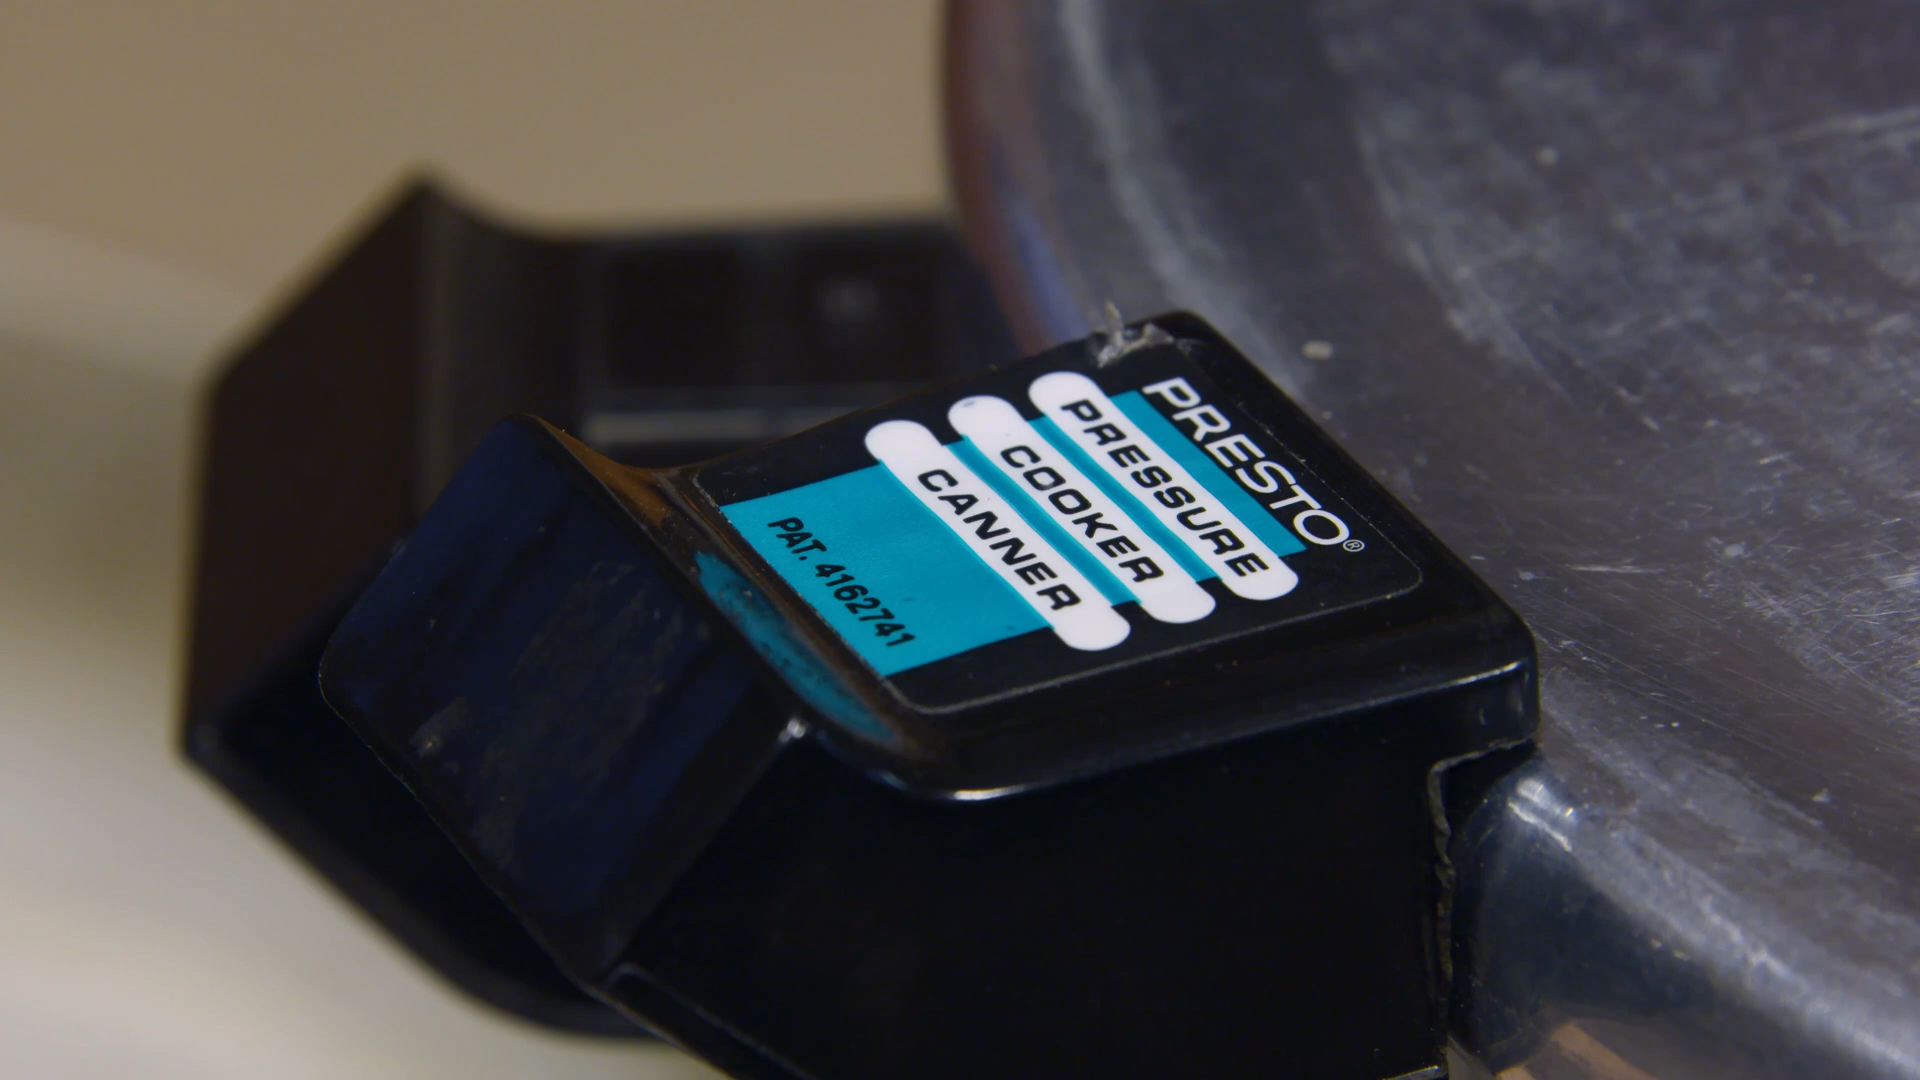 PRESTO®
PRESSURE
COOKER
CANNER
PAT. 4162741